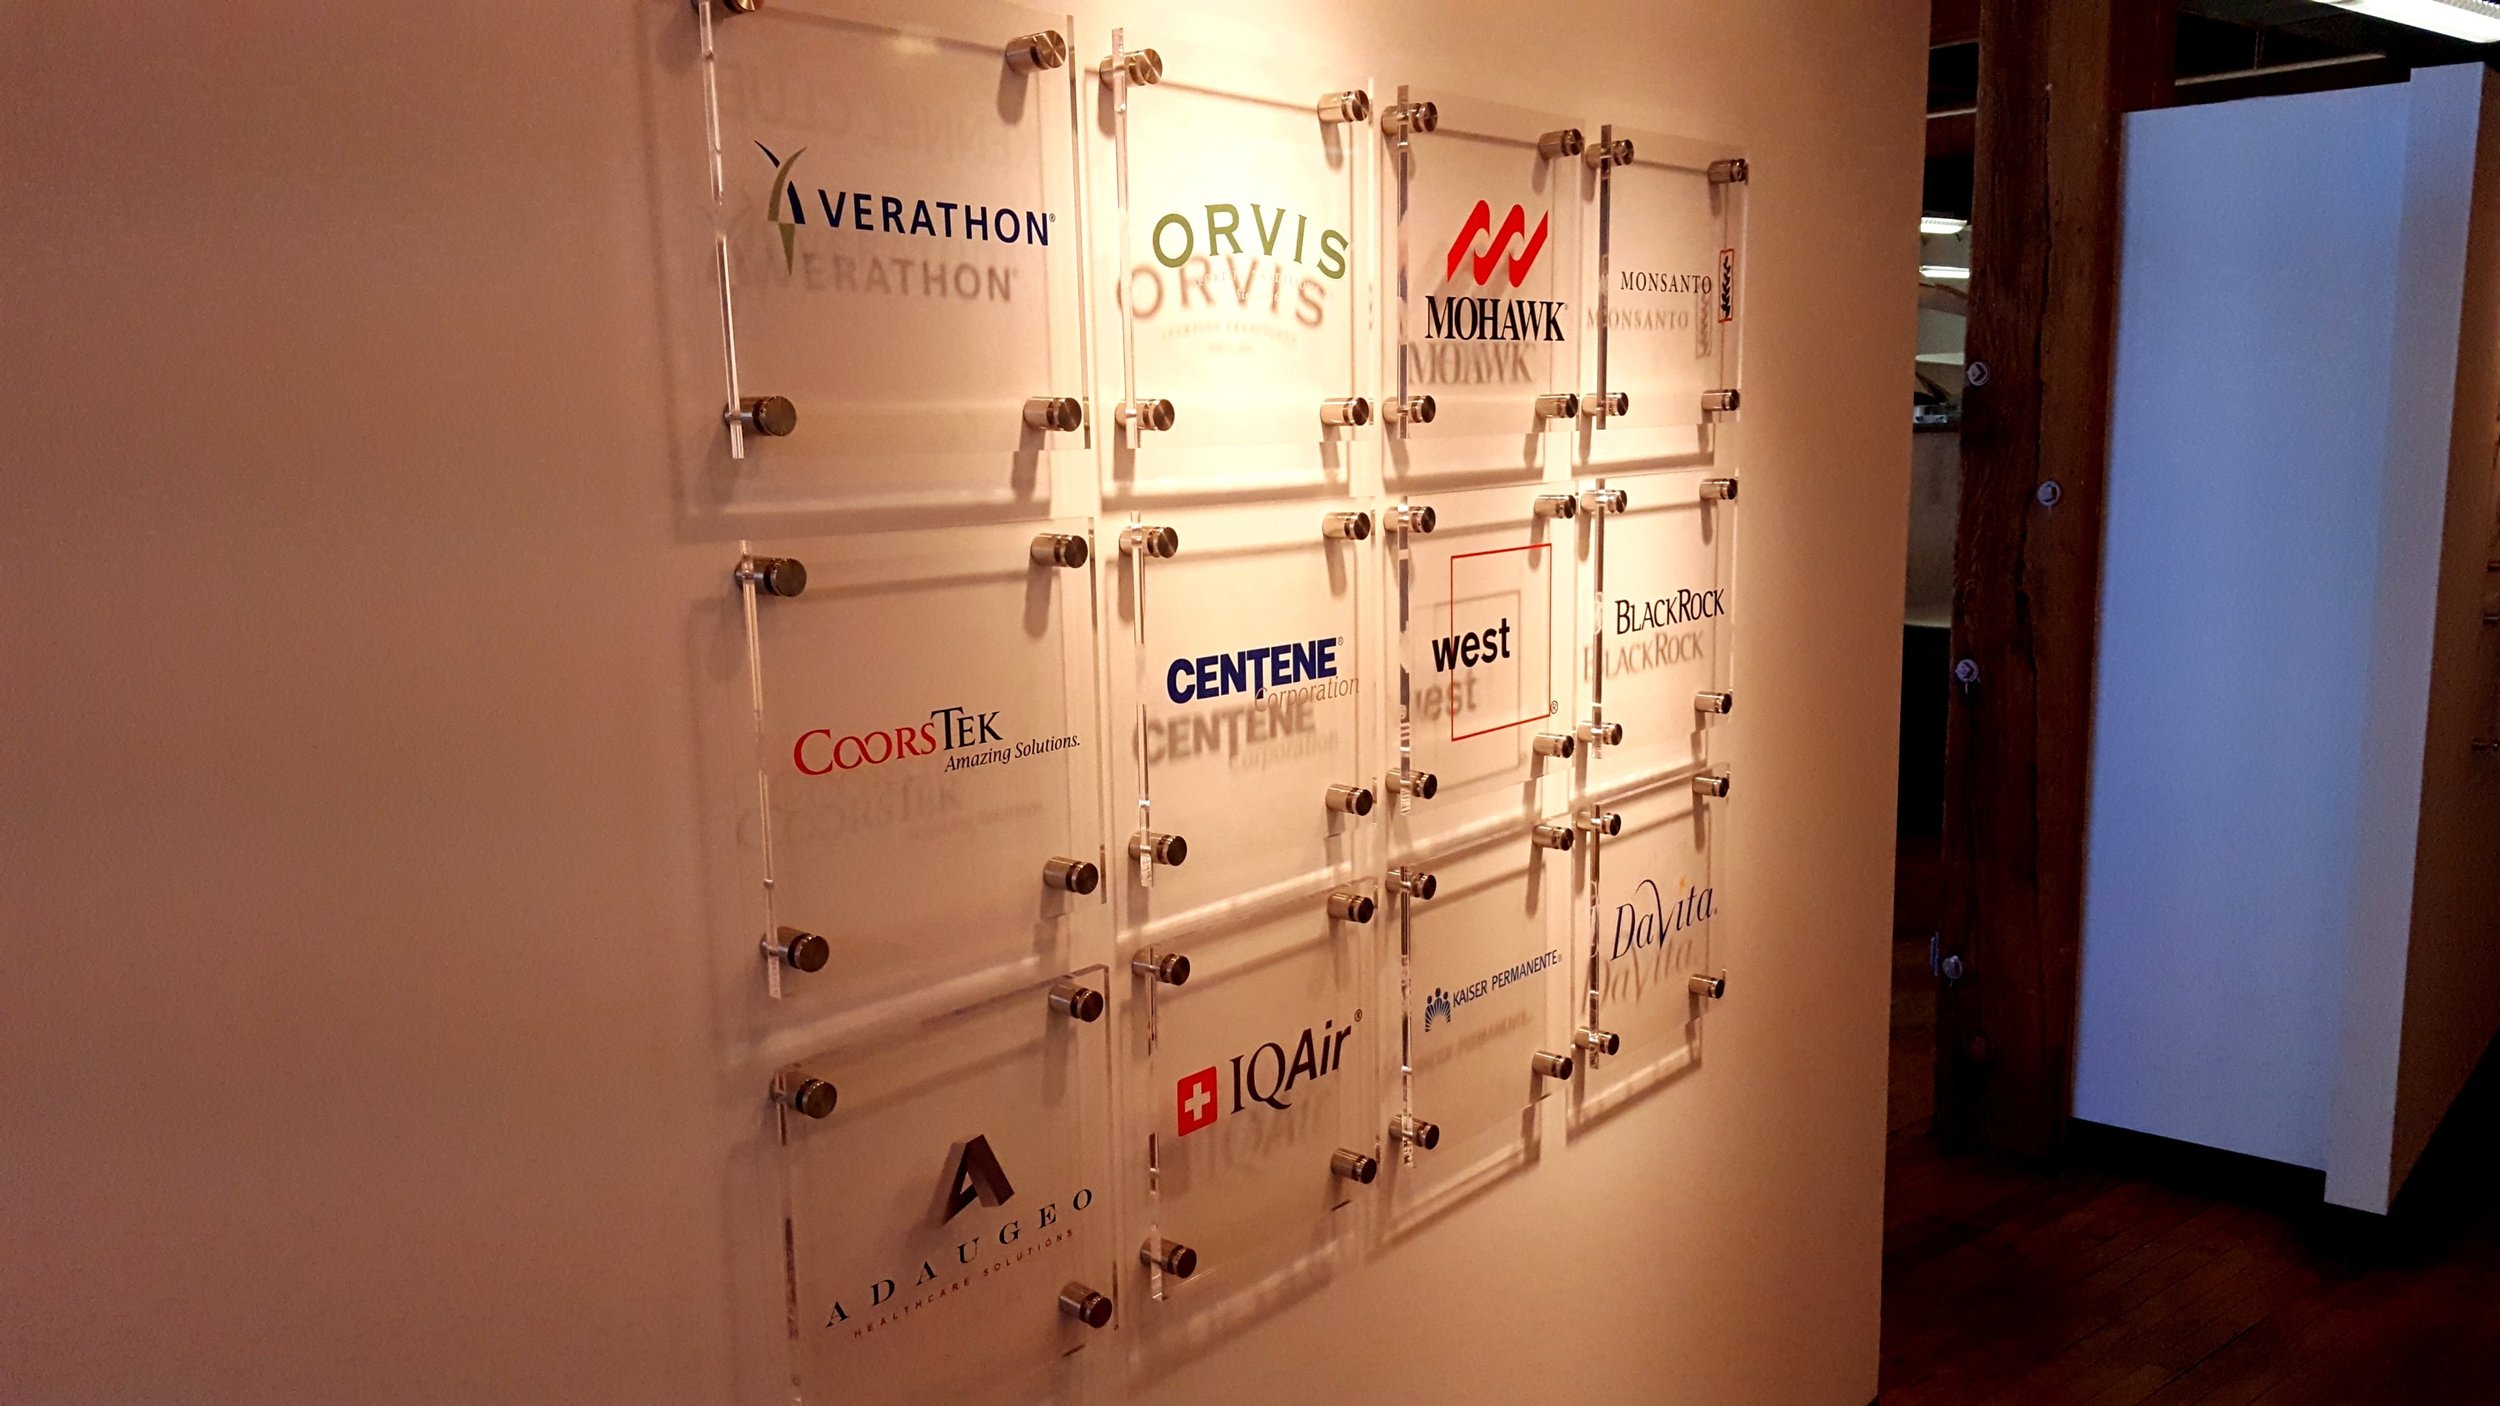 VERATHON®
ORVIS
MOHAWK®
MONSANTO
COORSTEK
Amazing Solutions.
CENTENE®
Corporation
west
®
BLACKROCK
ADAUGEO
HEALTHCARE SOLUTIONS
IQAir®
KAISER PERMANENTE®
DaVita.